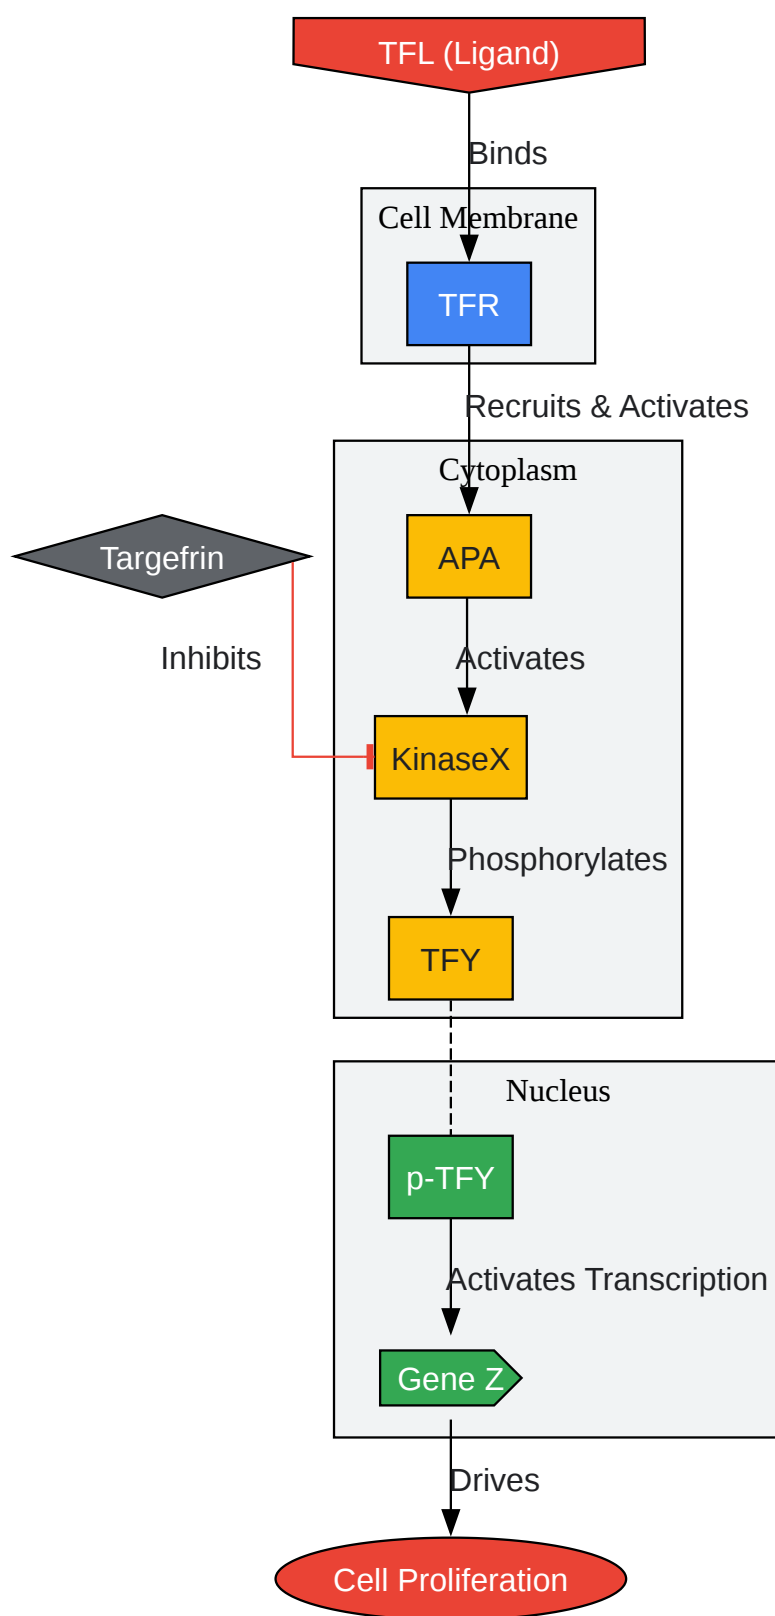 TFL (Ligand)
Binds
Cell Membrane
TFR
Recruits & Activates
Cytoplasm
Targefrin
APA
Inhibits
Activates
KinaseX
Phosphorylates
TFY
Nucleus
p-TFY
Activates Transcription
Gene Z
Drives
Cell Proliferation